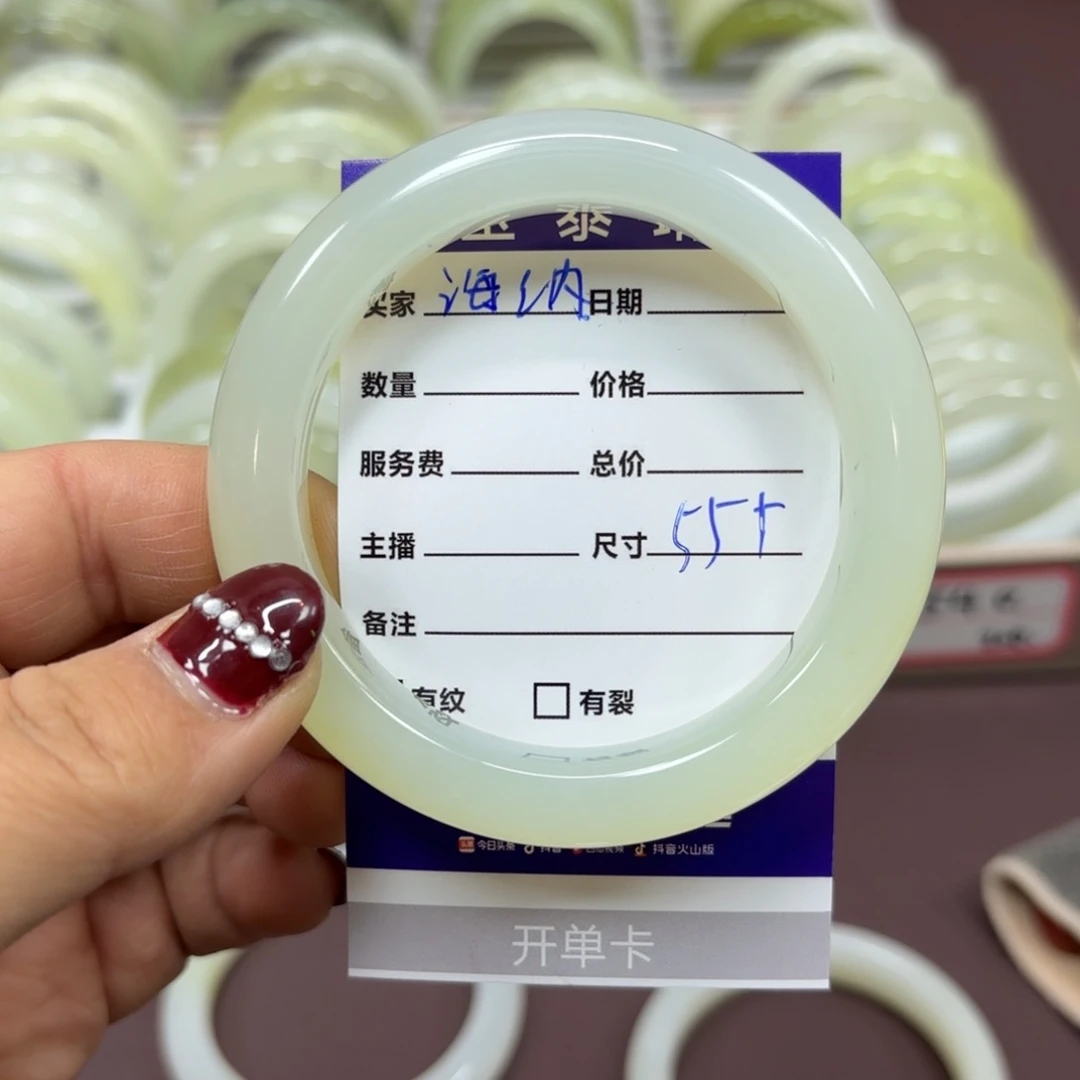 泰
买家 海纳 日期
数量 价格
服务费 总价
主播 尺寸 55+
备注
有纹 有裂
今日头条 抖音 抖音火山版
开单卡